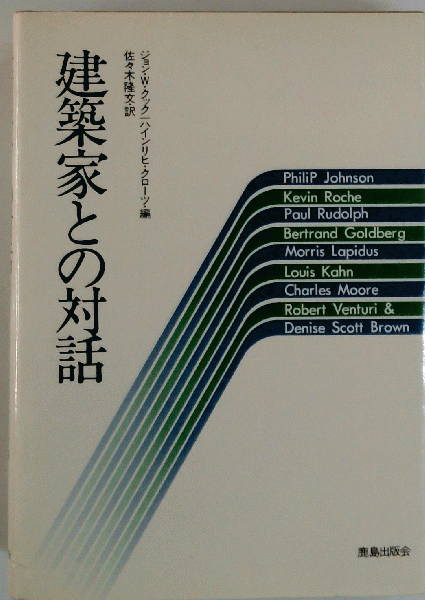 建築家との対話
ジョン・W・クック/ハインリヒ・クローツ・編
佐々木隆文・訳
PhiliP Johnson
Kevin Roche
Paul Rudolph
Bertrand Goldberg
Morris Lapidus
Louis Kahn
Charles Moore
Robert Venturi &
Denise Scott Brown
鹿島出版会